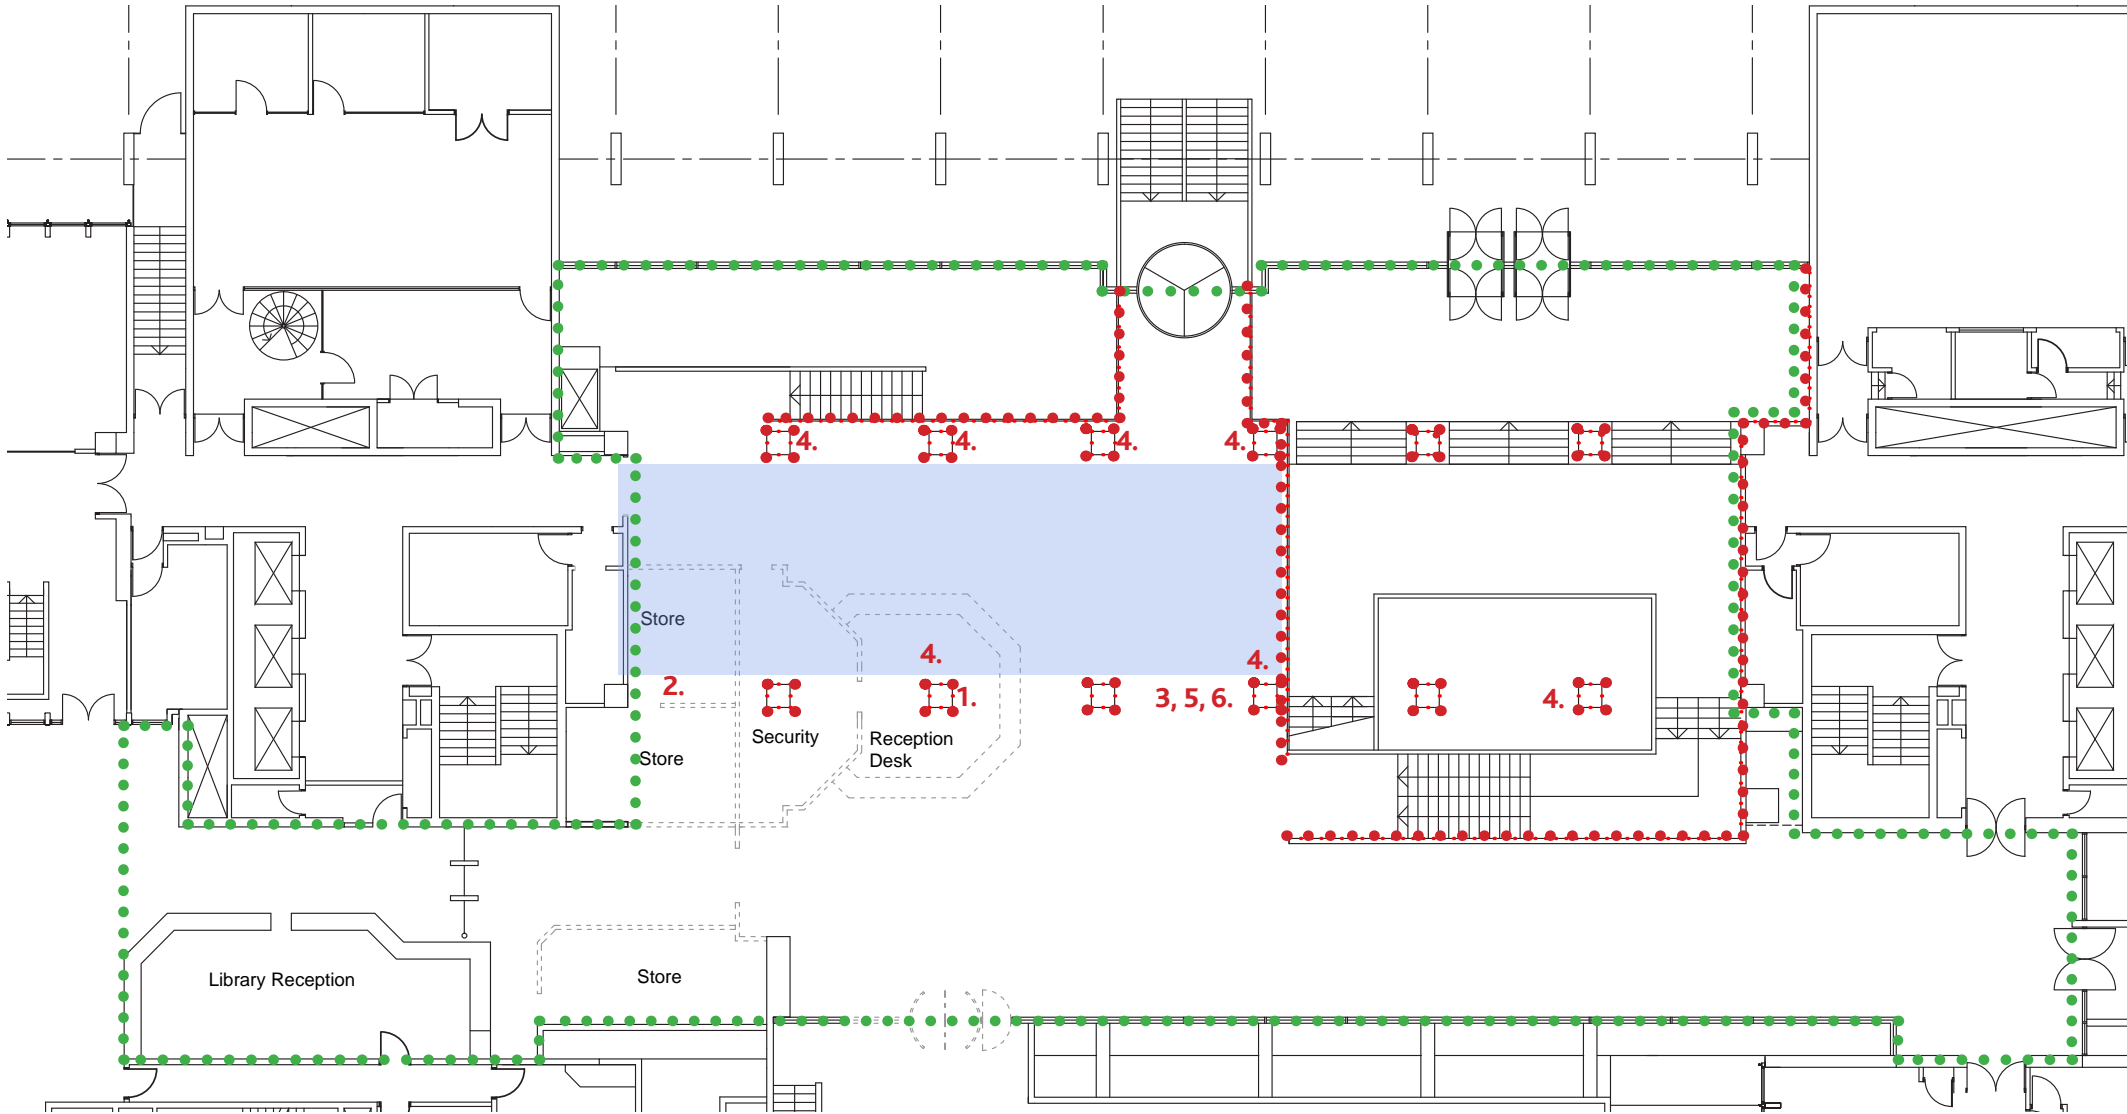 4.
4.
4.
4.
Store
4.
4.
2.
1.
3, 5, 6.
4.
Security
Reception
Desk
Store
Library Reception
Store